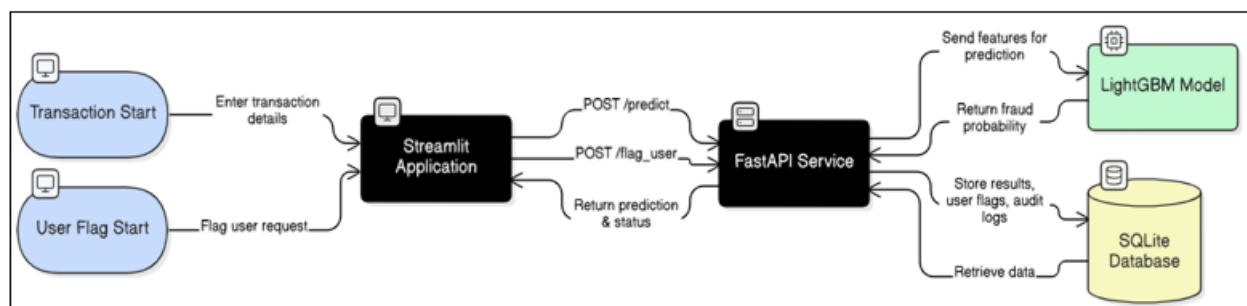 Transaction Start
Enter transaction
details
User Flag Start
Flag user request
Streamlit
Application
POST /predict
POST /flag_user
Return prediction
& status
FastAPI Service
Send features for
prediction
Return fraud
probability
Store results,
user flags, audit
logs
Retrieve data
LightGBM Model
SQLite
Database